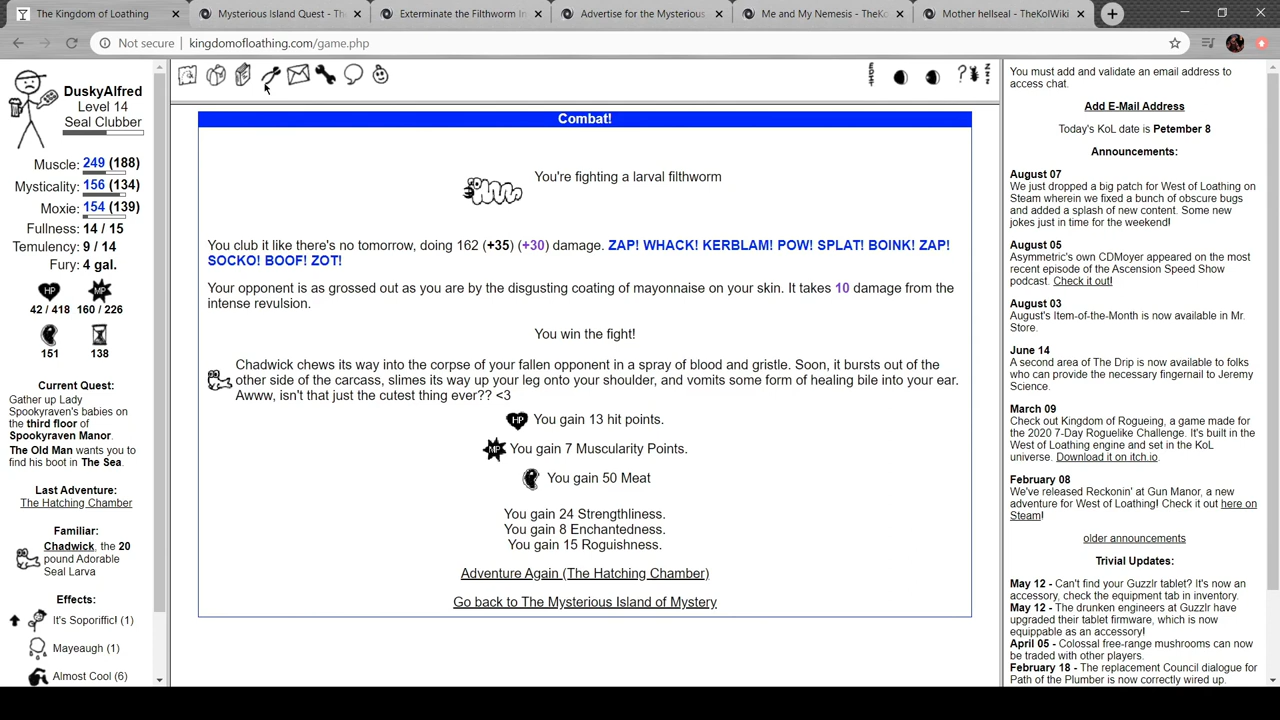 The Kingdom of Loathing
Mysterious Island Quest - The
Exterminate the Filthworm In
Advertise for the Mysterious
Me and My Nemesis - TheKo
Mother hellseal - TheKolWiki
Not secure | kingdomofloathing.com/game.php
DuskyAlfred
Level 14
Seal Clubber
Muscle: 249 (188)
Mysticality: 156 (134)
Moxie: 154 (139)
Fullness: 14 / 15
Temulency: 9 / 14
Fury: 4 gal.
HP MP
42 / 418 160 / 226
151 138
Current Quest:
Gather up Lady
Spookyraven's babies on
the third floor of
Spookyraven Manor.
The Old Man wants you to
find his boot in The Sea.
Last Adventure:
The Hatching Chamber
Familiar:
Chadwick, the 20
pound Adorable
Seal Larva
Effects:
It's Soporific! (1)
Mayeaugh (1)
Almost Cool (6)
Combat!
You're fighting a larval filthworm
You club it like there's no tomorrow, doing 162 (+35) (+30) damage. ZAP! WHACK! KERBLAM! POW! SPLAT! BOINK! ZAP!
SOCKO! BOOF! ZOT!
Your opponent is as grossed out as you are by the disgusting coating of mayonnaise on your skin. It takes 10 damage from the
intense revulsion.
You win the fight!
Chadwick chews its way into the corpse of your fallen opponent in a spray of blood and gristle. Soon, it bursts out of the
other side of the carcass, slimes its way up your leg onto your shoulder, and vomits some form of healing bile into your ear.
Awww, isn't that just the cutest thing ever?? <3
HP You gain 13 hit points.
MP You gain 7 Muscularity Points.
You gain 50 Meat
You gain 24 Strengthliness.
You gain 8 Enchantedness.
You gain 15 Roguishness.
Adventure Again (The Hatching Chamber)
Go back to The Mysterious Island of Mystery
You must add and validate an email address to
access chat.
Add E-Mail Address
Today's KoL date is Petember 8
Announcements:
August 07
We just dropped a big patch for West of Loathing on
Steam wherein we fixed a bunch of obscure bugs
and added a splash of new content. Some new
jokes just in time for the weekend!
August 05
Asymmetric's own CDMoyer appeared on the most
recent episode of the Ascension Speed Show
podcast. Check it out!
August 03
August's Item-of-the-Month is now available in Mr.
Store.
June 14
A second area of The Drip is now available to folks
who can provide the necessary fingernail to Jeremy
Science.
March 09
Check out Kingdom of Rogueing, a game made for
the 2020 7-Day Roguelike Challenge. It's built in the
West of Loathing engine and set in the KoL
universe. Download it on itch.io.
February 08
We've released Reckonin' at Gun Manor, a new
adventure for West of Loathing! Check it out here on
Steam!
older announcements
Trivial Updates:
May 12 - Can't find your Guzzlr tablet? It's now an
accessory, check the equipment tab in inventory.
May 12 - The drunken engineers at Guzzlr have
upgraded their tablet firmware, which is now
equippable as an accessory!
April 05 - Colossal free-range mushrooms can now
be traded with other players.
February 18 - The replacement Council dialogue for
Path of the Plumber is now correctly wired up.